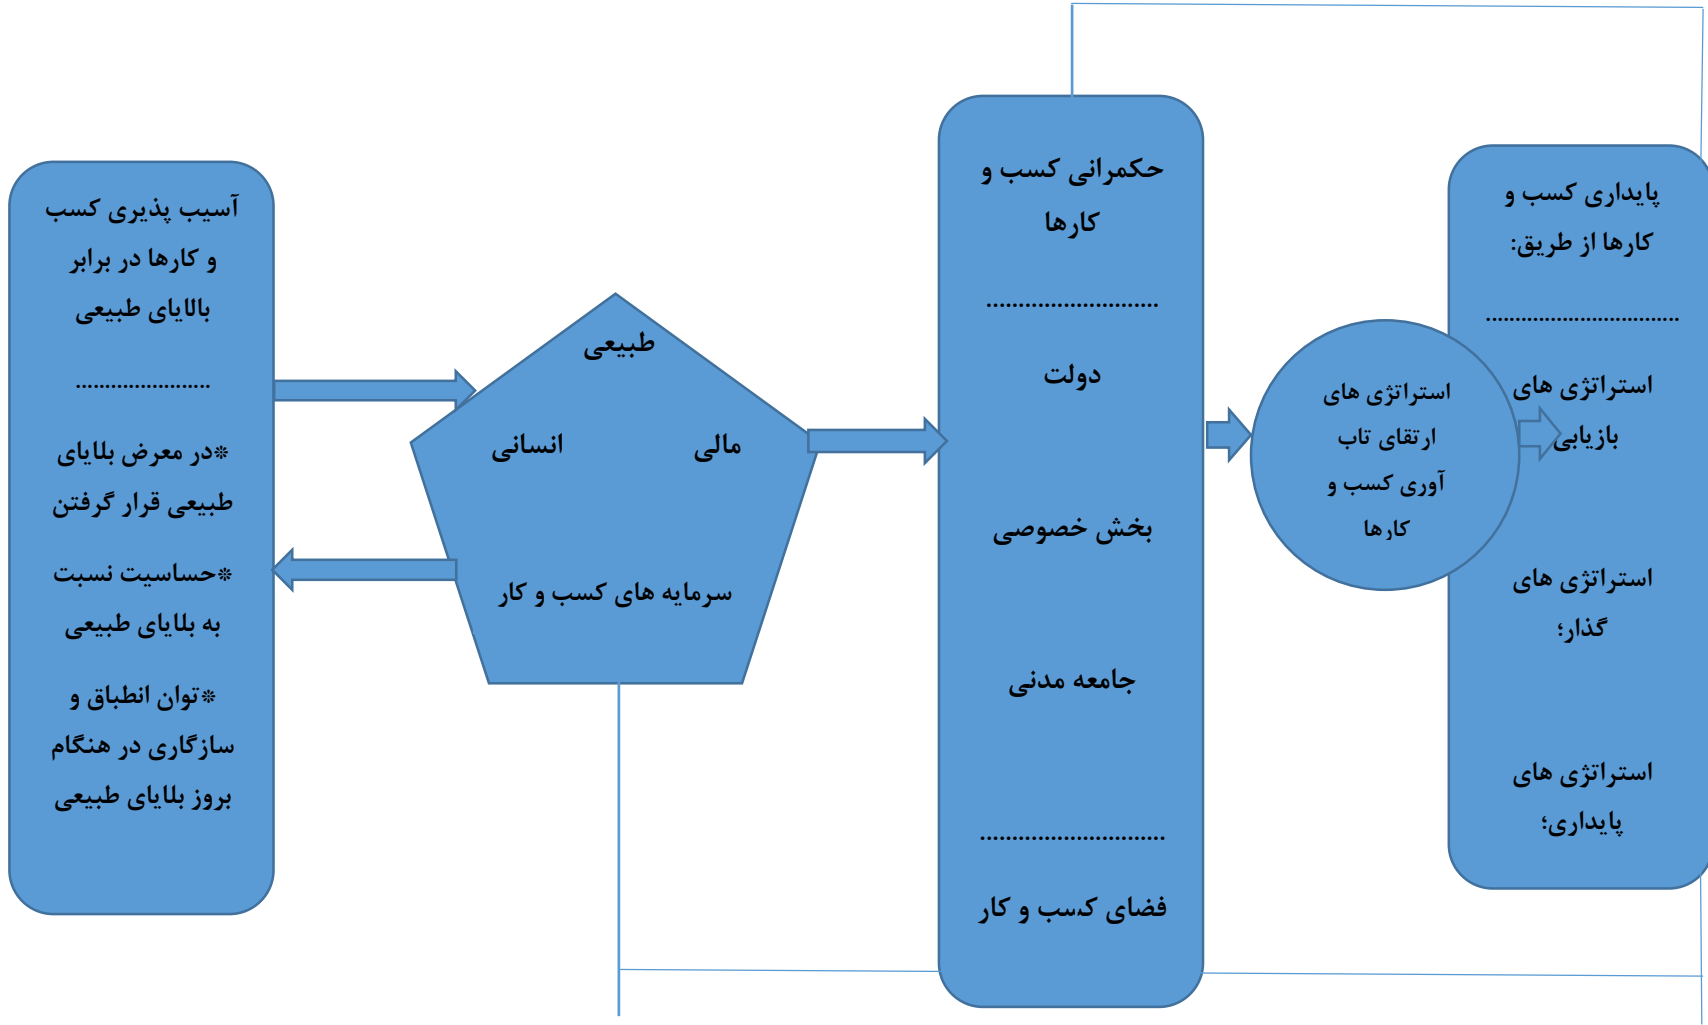 آسیب پذیری کسب
و کارها در برابر
بالایای طبیعی
.......................
*در معرض بلایای
طبیعی قرار گرفتن
*حساسیت نسبت
به بلایای طبیعی
*توان انطباق و
سازگاری در هنگام
بروز بلایای طبیعی
طبیعی
انسانی
مالی
سرمایه های کسب و کار
حکمرانی کسب و
کارها
...........................
دولت
بخش خصوصی
جامعه مدنی
.............................
فضای کسب و کار
استراتژی های
ارتقای تاب
آوری کسب و
کارها
پایداری کسب و
کارها از طریق:
.................................
استراتژی های
بازیابی
استراتژی های
گذار؛
استراتژی های
پایداری؛